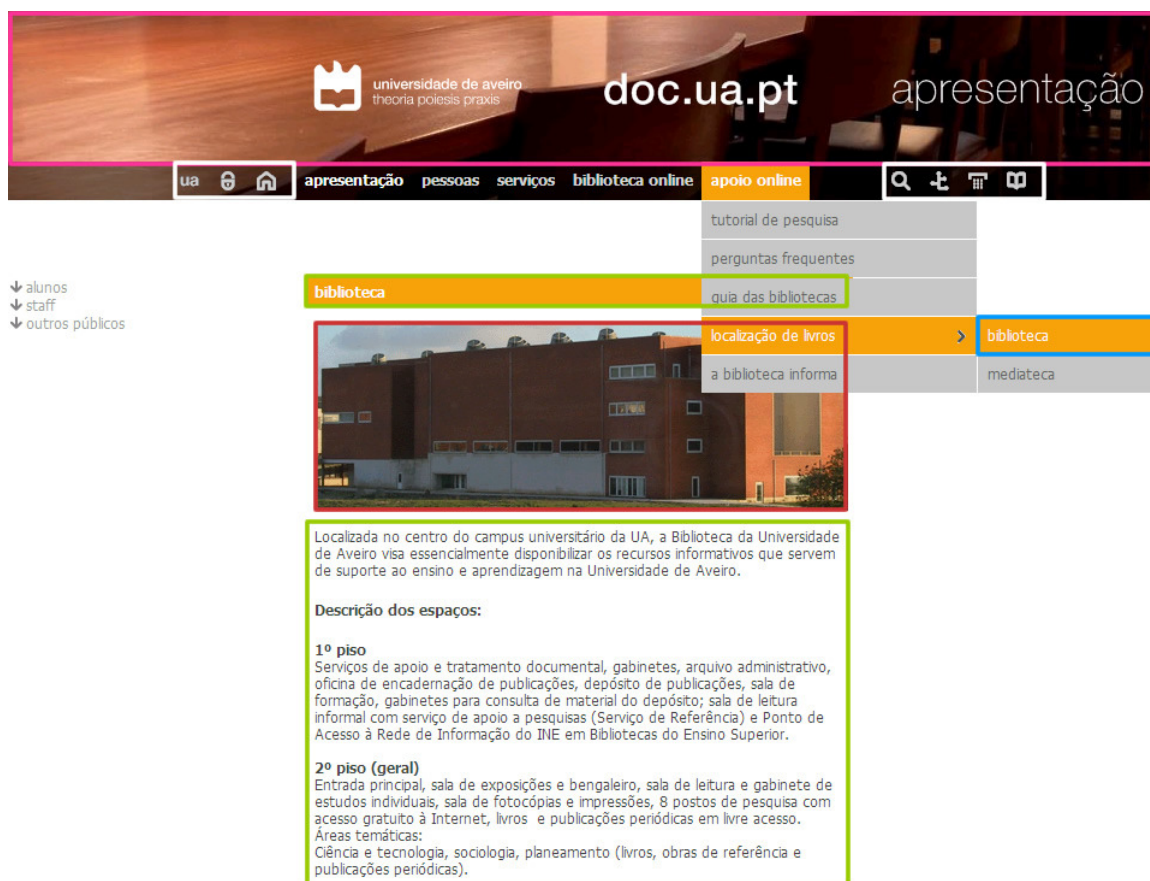 universidade de aveiro
theoria poiesis praxis
doc.ua.pt
apresentação
ua
apresentação pessoas serviços biblioteca online apoio online
tutorial de pesquisa
perguntas frequentes
guia das bibliotecas
localização de livros
a biblioteca informa
biblioteca
mediateca
alunos
staff
outros públicos
biblioteca
Localizada no centro do campus universitário da UA, a Biblioteca da Universidade
de Aveiro visa essencialmente disponibilizar os recursos informativos que servem
de suporte ao ensino e aprendizagem na Universidade de Aveiro.
Descrição dos espaços:
1º piso
Serviços de apoio e tratamento documental, gabinetes, arquivo administrativo,
oficina de encadernação de publicações, depósito de publicações, sala de
formação, gabinetes para consulta de material do depósito; sala de leitura
informal com serviço de apoio a pesquisas (Serviço de Referência) e Ponto de
Acesso à Rede de Informação do INE em Bibliotecas do Ensino Superior.
2º piso (geral)
Entrada principal, sala de exposições e bengaleiro, sala de leitura e gabinete de
estudos individuais, sala de fotocópias e impressões, 8 postos de pesquisa com
acesso gratuito à Internet, livros e publicações periódicas em livre acesso.
Áreas temáticas:
Ciência e tecnologia, sociologia, planeamento (livros, obras de referência e
publicações periódicas).